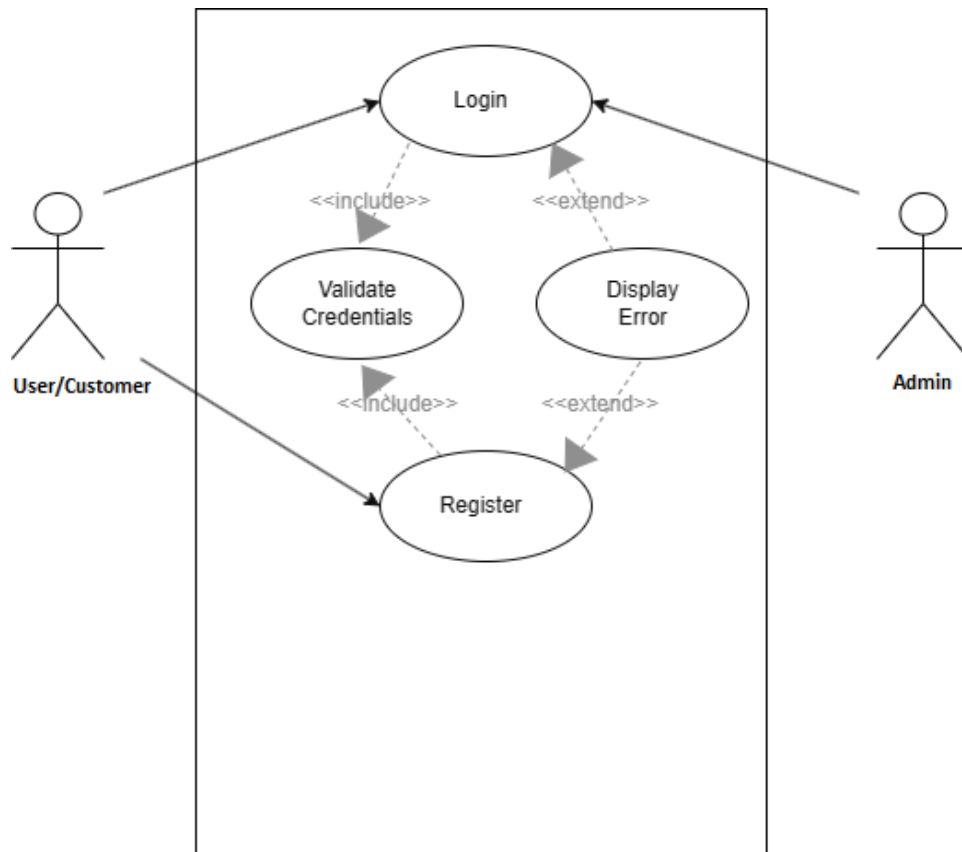 Login
<<include>>
<<extend>>
Validate
Credentials
Display
Error
User/Customer
Admin
<<include>>
<<extend>>
Register